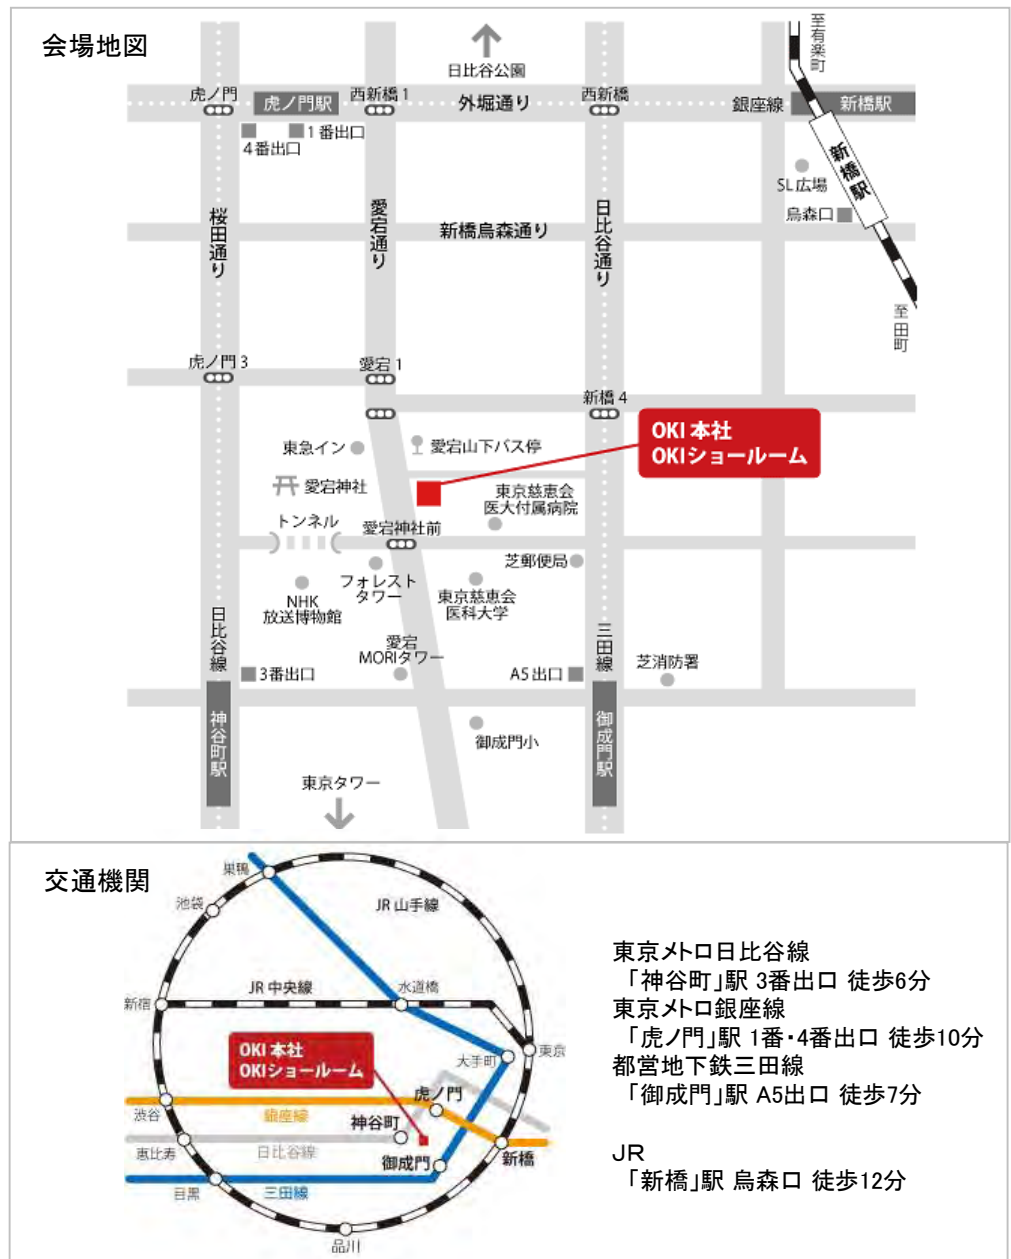 会場地図
至有楽町
日比谷公園
虎ノ門
虎ノ門駅
西新橋 1
外堀通り
西新橋
銀座線
新橋駅
1番出口
4番出口
新橋駅
SL広場
烏森口
桜田通り
愛宕通り
新橋烏森通り
日比谷通り
至田町
虎ノ門 3
愛宕 1
新橋 4
OKI 本社
OKIショールーム
東急イン
愛宕山下バス停
愛宕神社
東京慈恵会
医大付属病院
トンネル
愛宕神社前
芝郵便局
フォレスト
タワー
東京慈恵会
医科大学
NHK
放送博物館
日比谷線
三田線
愛宕
MORIタワー
3番出口
A5出口
芝消防署
神谷町駅
御成門駅
御成門小
東京タワー
交通機関
巣鴨
池袋
JR 山手線
JR 中央線
水道橋
新宿
OKI 本社
OKIショールーム
大手町
東京
虎ノ門
渋谷
銀座線
神谷町
恵比寿
日比谷線
御成門
新橋
目黒
三田線
品川
東京メトロ日比谷線
「神谷町」駅 3番出口 徒歩6分
東京メトロ銀座線
「虎ノ門」駅 1番・4番出口 徒歩10分
都営地下鉄三田線
「御成門」駅 A5出口 徒歩7分
JR
「新橋」駅 烏森口 徒歩12分